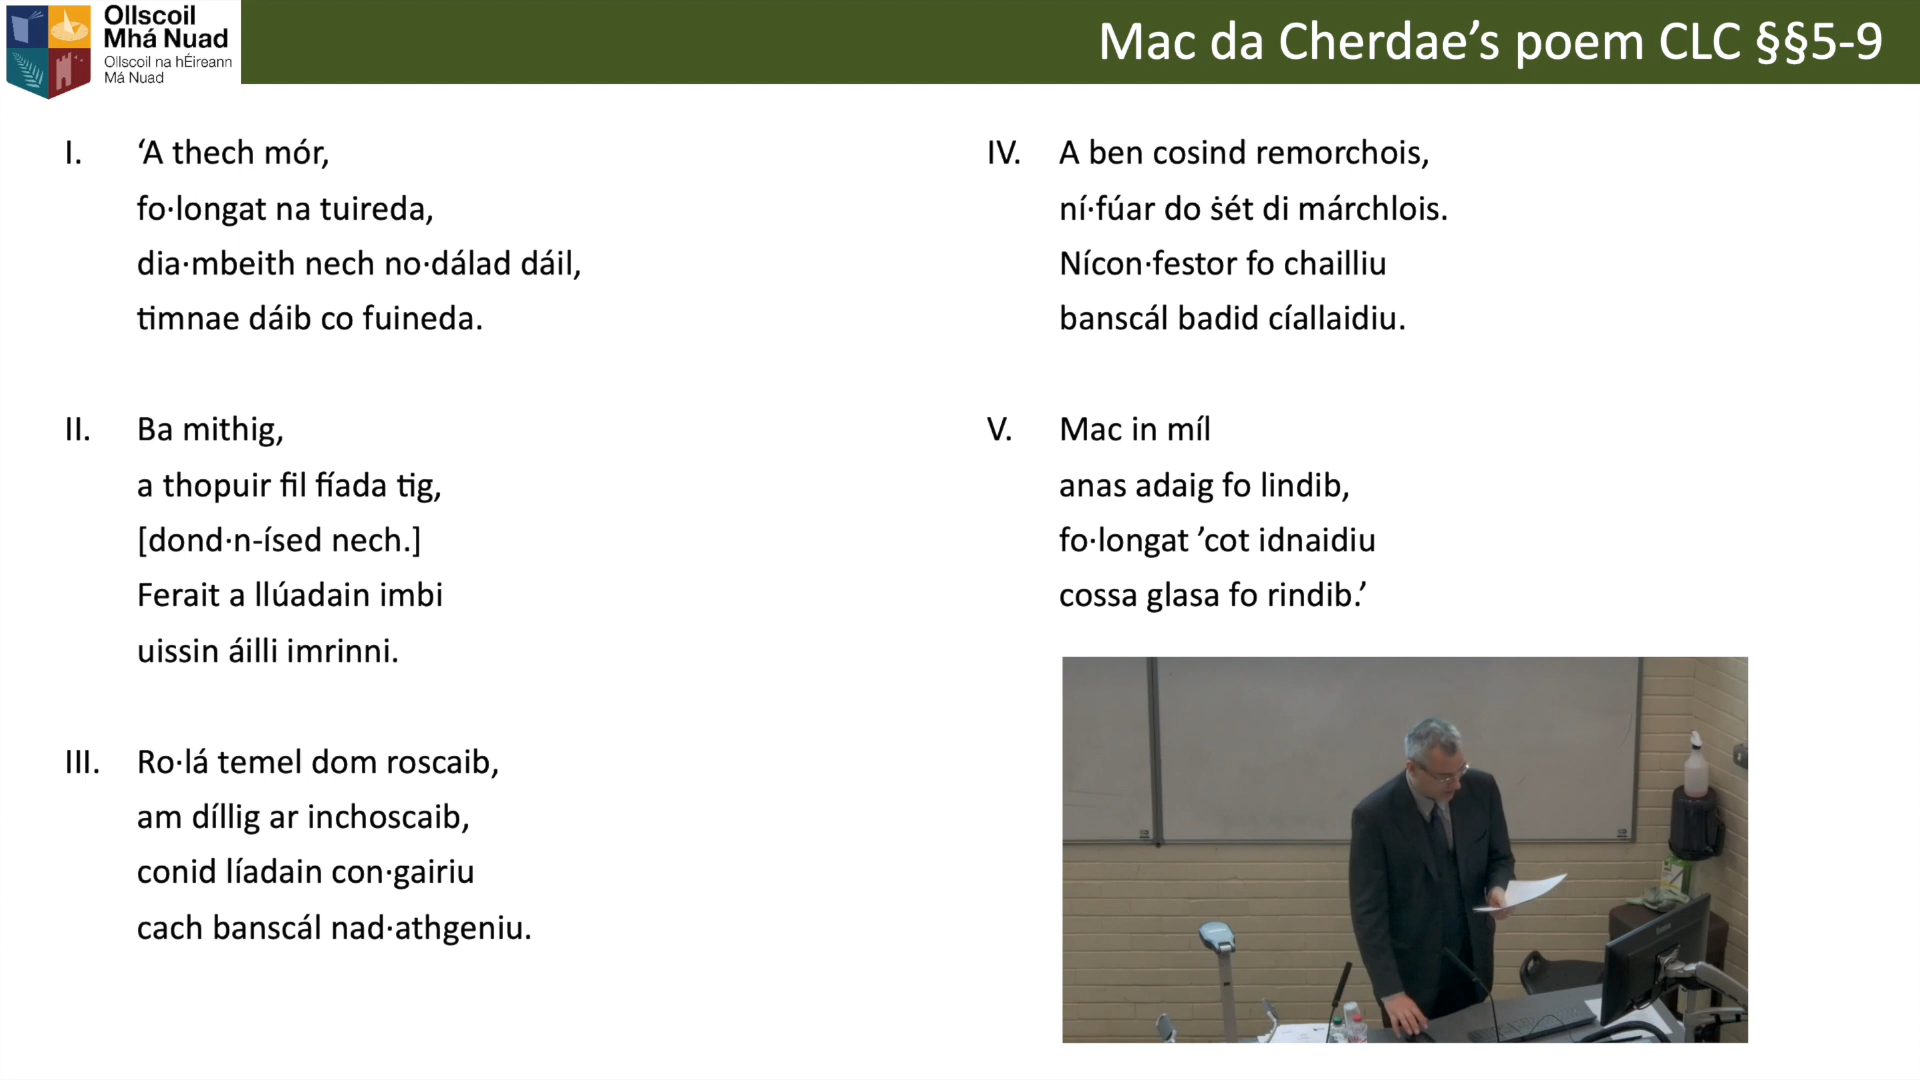 Ollscoil
Mhá Nuad
Ollscoil na hÉireann
Má Nuad
Mac da Cherdae’s poem CLC §§5-9
I. ‘A thech mór,
fo·longat na tuireda,
dia·mbeith nech no·dálad dáil,
timnae dáib co fuineda.
II. Ba mithig,
a thopuir fil fíada tig,
[dond·n-ísed nech.]
Ferait a llúadain imbi
uissin áilli imrinni.
III. Ro·lá temel dom roscaib,
am díllig ar inchoscaib,
conid líadain con·gairiu
cach banscál nad·athgeniu.
IV. A ben cosind remorchois,
ní·fúar do ṡét di márchlois.
Nícon·festor fo chailliu
banscál badid cíallaidiu.
V. Mac in míl
anas adaig fo lindib,
fo·longat ’cot idnaidiu
cossa glasa fo rindib.’